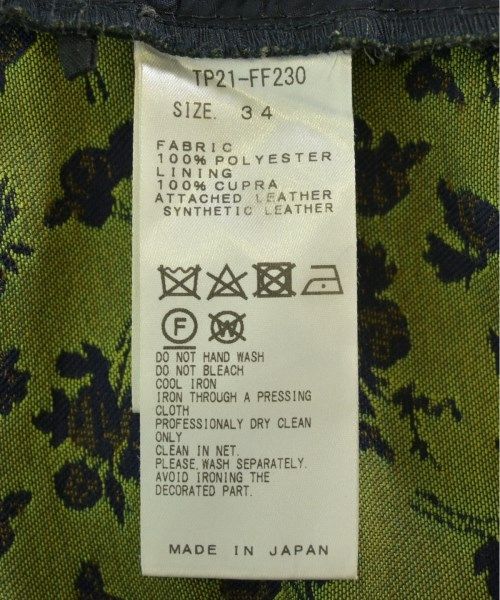 TP21-FF230
SIZE. 34
FABRIC
100% POLYESTER
LINING
100% CUPRA
ATTACHED LEATHER
SYNTHETIC LEATHER
F W
DO NOT HAND WASH
DO NOT BLEACH
COOL IRON
IRON THROUGH A PRESSING
CLOTH
PROFESSIONALY DRY CLEAN
ONLY
CLEAN IN NET.
PLEASE, WASH SEPARATELY.
AVOID IRONING THE
DECORATED PART.
MADE IN JAPAN